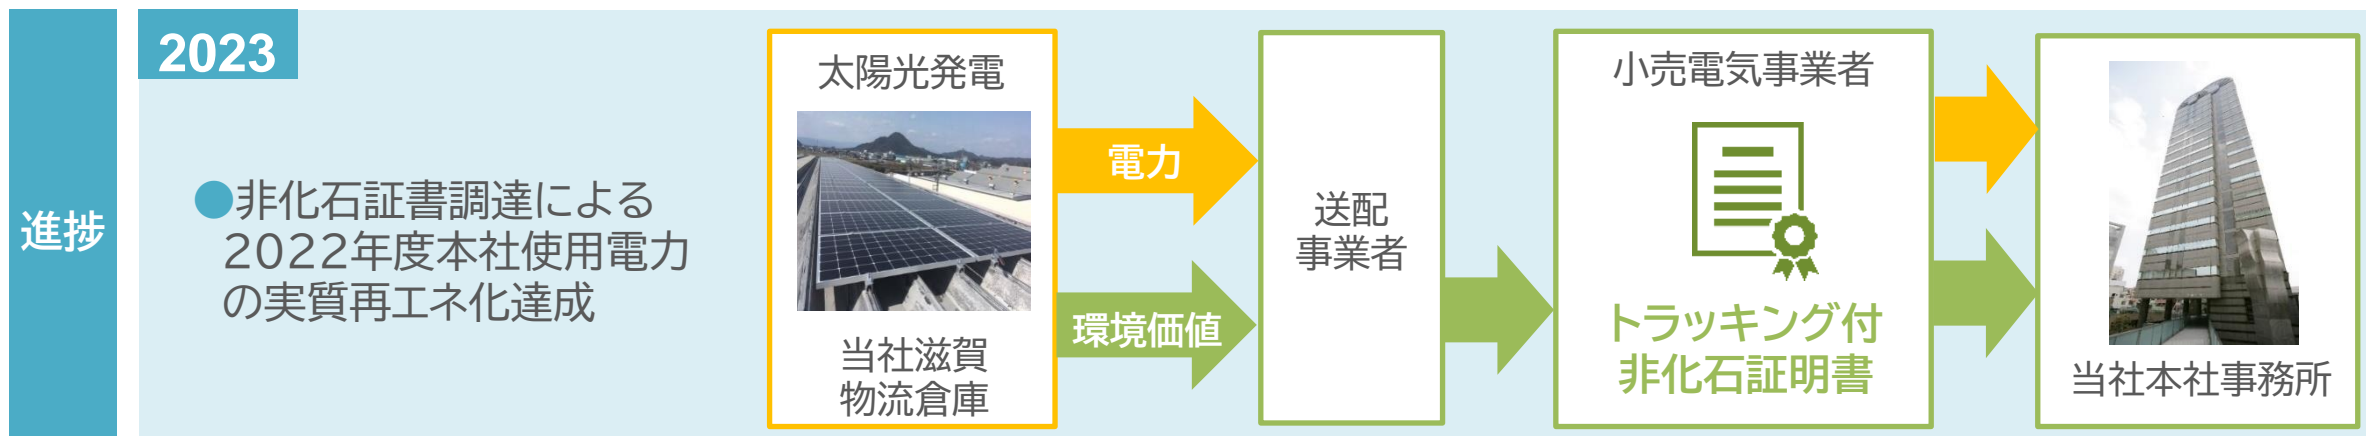 進捗
2023
●非化石証書調達による
2022年度本社使用電力
の実質再エネ化達成
太陽光発電
当社滋賀
物流倉庫
電力
環境価値
送配
事業者
小売電気事業者
トラッキング付
非化石証明書
当社本社事務所